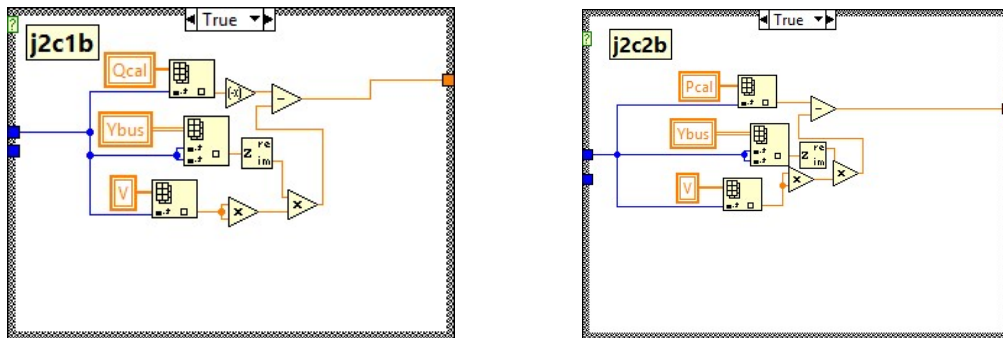 True
j2c1b
Qcal
(-X)
−
Ybus
z re
im
V
×
×
True
j2c2b
Pcal
−
Ybus
z re
im
V
×
×